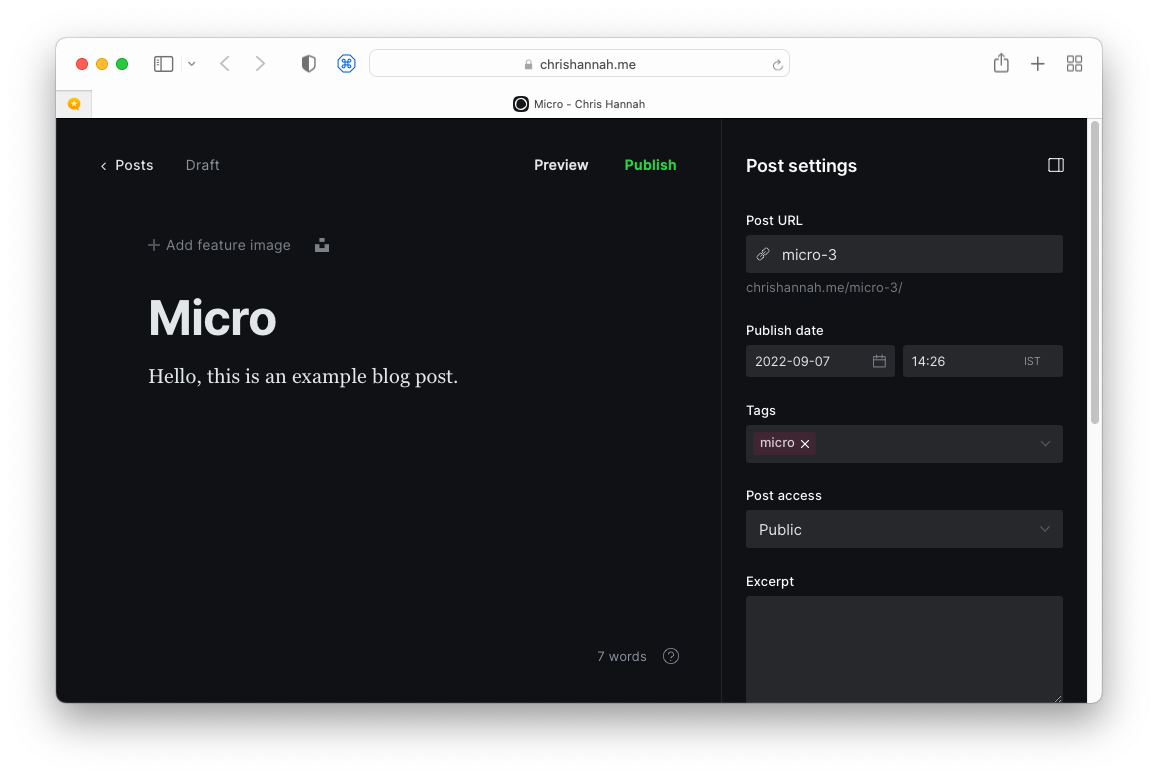 chrishannah.me
Micro - Chris Hannah
Posts
Draft
Preview
Publish
Add feature image
Micro
Hello, this is an example blog post.
7 words
Post settings
Post URL
micro-3
chrishannah.me/micro-3/
Publish date
2022-09-07
14:26 IST
Tags
micro
Post access
Public
Excerpt